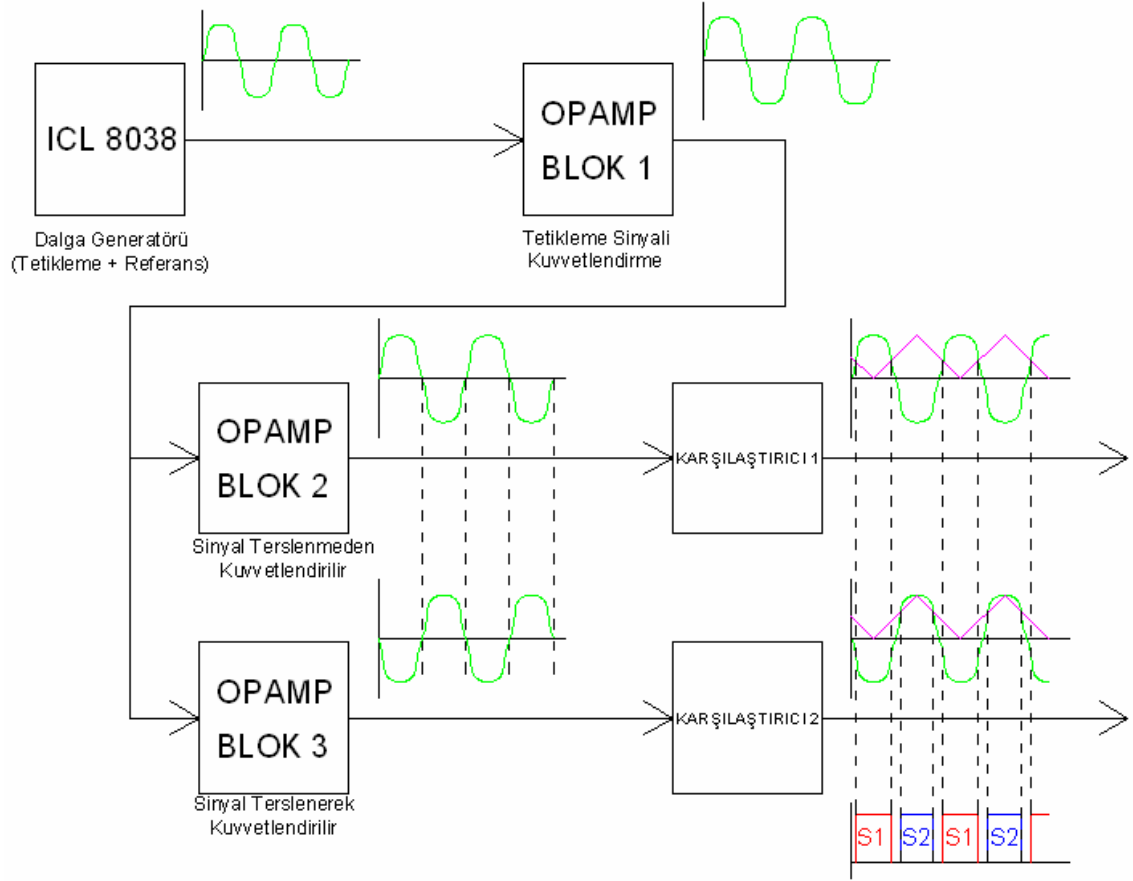 ICL 8038
Dalga Generatörü
(Tetikleme + Referans)
OPAMP
BLOK 1
Tetikleme Sinyali
Kuvvetlendirme
OPAMP
BLOK 2
Sinyal Terslenmeden
Kuvvetlendirilir
KARŞILAŞTIRICI 1
OPAMP
BLOK 3
Sinyal Terslenerek
Kuvvetlendirilir
KARŞILAŞTIRICI 2
S1 S2 S1 S2